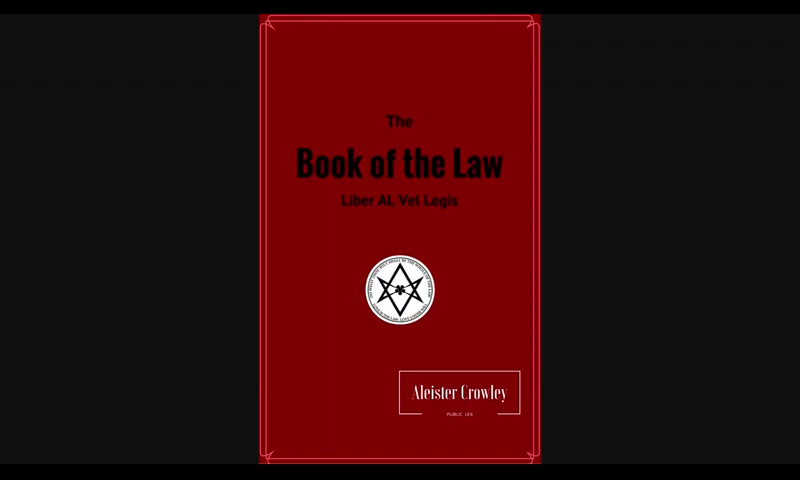 The
Book of the Law
Liber AL Vel Legis
Aleister Crowley
PUBLIC LEX